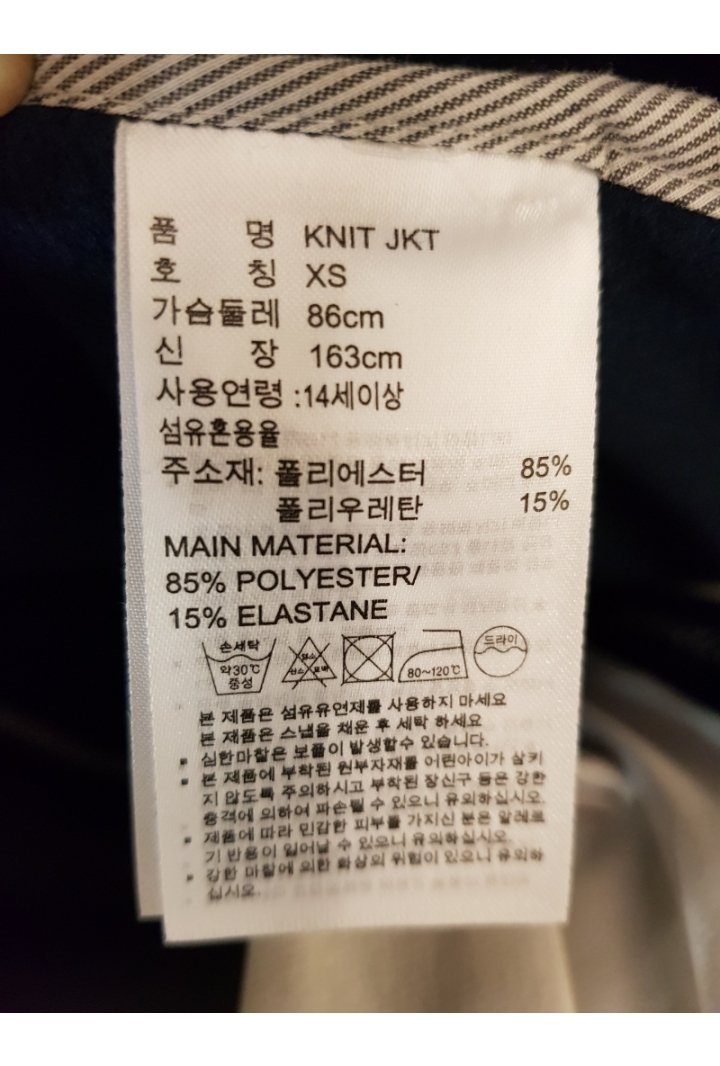 품 명 KNIT JKT
호 칭 XS
가슴둘레 86cm
신 장 163cm
사용연령 :14세이상
섬유혼용율
주소재: 폴리에스터 85%
폴리우레탄 15%
MAIN MATERIAL:
85% POLYESTER/
15% ELASTANE
손세탁 약30℃ 중성 염소 산소 표백 80~120℃ 드라이
본 제품은 섬유유연제를 사용하지 마세요
본 제품은 스냅을 채운 후 세탁 하세요
▪ 심한마찰은 보풀이 발생할수 있습니다.
▪ 본 제품에 부착된 원부자재를 어린아이가 삼키
지 않도록 주의하시고 부착된 장신구 등은 강한
충격에 의하여 파손될 수 있으니 유의하십시오.
▪ 제품에 따라 민감한 피부를 가지신 분은 알레르
기 반응이 일어날 수 있으니 유의하십시오.
▪ 강한 마찰에 의한 화상의 위험이 있으니 유의하
십시오.